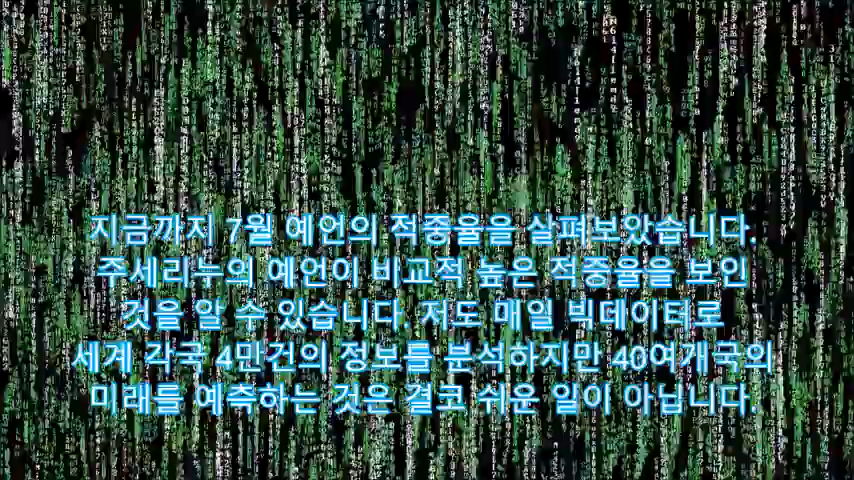 지금까지 7월 예언의 적중율을 살펴보았습니다.
주세리누의 예언이 비교적 높은 적중율을 보인
것을 알 수 있습니다. 저도 매일 빅데이터로
세계 각국 4만건의 정보를 분석하지만 40여개국의
미래를 예측하는 것은 결코 쉬운 일이 아닙니다.